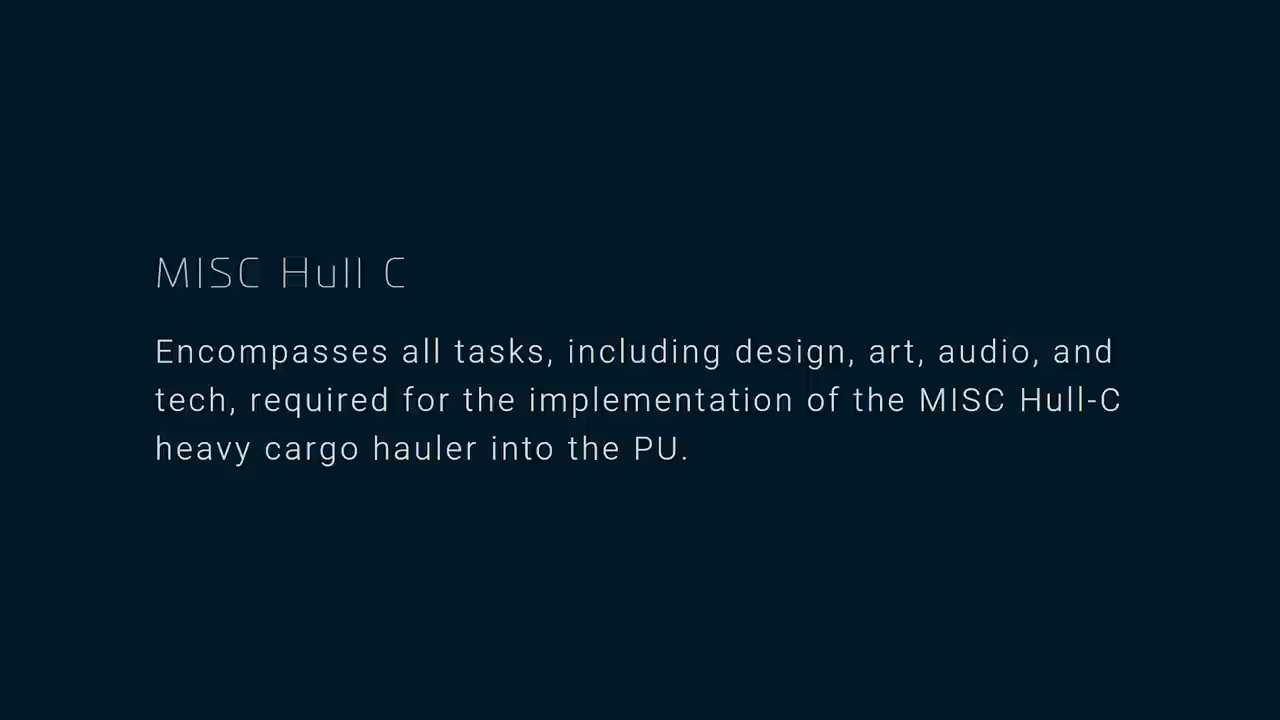 MISC Hull C
Encompasses all tasks, including design, art, audio, and
tech, required for the implementation of the MISC Hull-C
heavy cargo hauler into the PU.